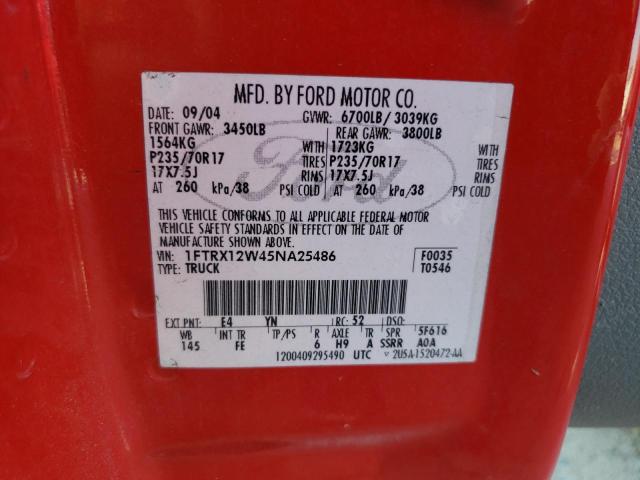 MFD. BY FORD MOTOR CO.
DATE: 09/04 GVWR: 6700LB/ 3039KG
FRONT GAWR: 3450LB REAR GAWR: 3800LB
1564KG WITH 1723KG WITH
P235/70R17 TIRES P235/70R17 TIRES
17X7.5J RIMS 17X7.5J RIMS
AT 260 kPa/38 PSI COLD AT 260 kPa/38 PSI COLD
Ford
THIS VEHICLE CONFORMS TO ALL APPLICABLE FEDERAL MOTOR
VEHICLE SAFETY STANDARDS IN EFFECT ON THE DATE OF
MANUFACTURE SHOWN ABOVE.
VIN: 1FTRX12W45NA25486 F0035
TYPE: TRUCK T0546
EXT PNT: E4 YN RC: 52 DSO:
WB INT TR TP/PS R AXLE TR SPR 5F616
145 FE 6 H9 A SSRR A0A
1200409295490 UTC 2USA-1520472-AA